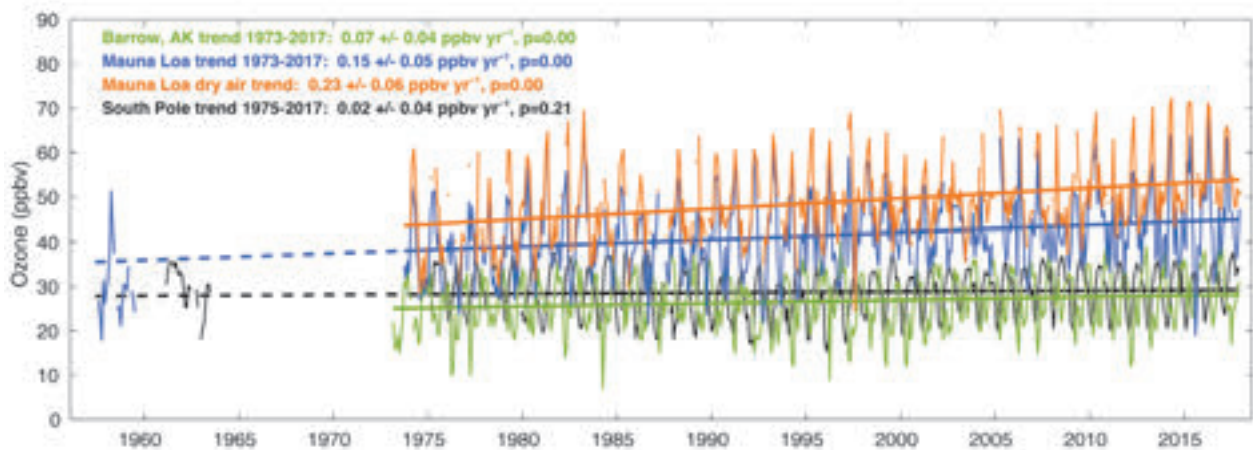 90
Barrow, AK trend 1973-2017: 0.07 +/- 0.04 ppbv yr⁻¹, p=0.00
Mauna Loa trend 1973-2017: 0.15 +/- 0.05 ppbv yr⁻¹, p=0.00
80
Mauna Loa dry air trend: 0.23 +/- 0.06 ppbv yr⁻¹, p=0.00
South Pole trend 1975-2017: 0.02 +/- 0.04 ppbv yr⁻¹, p=0.21
70
60
50
Ozone (ppbv)
40
30
20
10
0
1960 1965 1970 1975 1980 1985 1990 1995 2000 2005 2010 2015